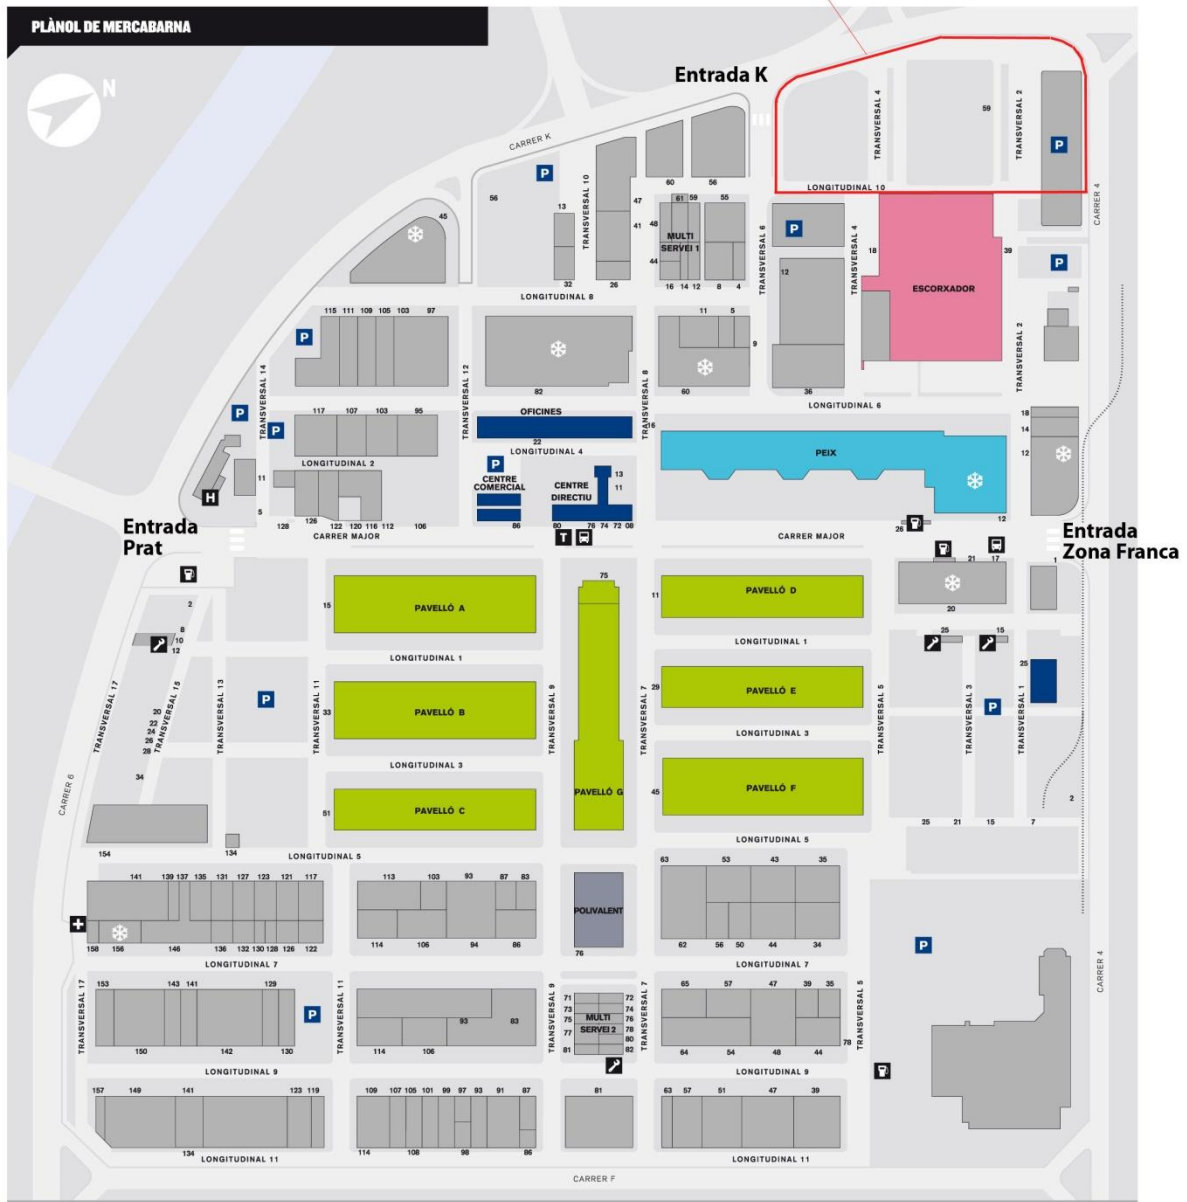 PLÀNOL DE MERCABARNA
N
Entrada K
CARRER K
TRANSVERSAL 4
59
TRANSVERSAL 2
P
LONGITUDINAL 10
CARRER 4
P
56
13
TRANSVERSAL 10
60
56
47
41
61 59
55
48
MULTI
SERVEI 1
44
45
32
26
16 14 12
8 4
LONGITUDINAL 8
TRANSVERSAL 6
P
12
TRANSVERSAL 4
18
39
ESCORXADOR
P
TRANSVERSAL 2
115 111 109 105 103 97
P
TRANSVERSAL 14
TRANSVERSAL 12
82
TRANSVERSAL 8
11 5
9
60
36
LONGITUDINAL 6
P
P
117 107 103 95
LONGITUDINAL 2
OFICINES
22
LONGITUDINAL 4
16
PEIX
18
14
12
H
11
5
128 126 122 120 116 112 106
P
CENTRE
COMERCIAL
86
CENTRE
DIRECTIU
13
11
80 76 74 72 08
26
12
Entrada
Prat
CARRER MAJOR
T
CARRER MAJOR
Entrada
Zona Franca
21 17
1
20
2
8
10
12
15
PAVELLÓ A
75
11
PAVELLÓ D
25
15
25
LONGITUDINAL 1
LONGITUDINAL 1
TRANSVERSAL 17
TRANSVERSAL 15
TRANSVERSAL 13
P
TRANSVERSAL 11
33
PAVELLÓ B
TRANSVERSAL 9
TRANSVERSAL 7
29
PAVELLÓ E
TRANSVERSAL 5
TRANSVERSAL 3
P
TRANSVERSAL 1
20
22
24
26
28
34
LONGITUDINAL 3
LONGITUDINAL 3
CARRER 6
51
PAVELLÓ C
PAVELLÓ G
45
PAVELLÓ F
2
25 21 15 7
154
134
LONGITUDINAL 5
LONGITUDINAL 5
141 139 137 135 131 127 123 121 117
113 103 93 87 83
63 53 43 35
POLIVALENT
76
158 156 146 136 132 130 128 126 122
114 106 94 86
62 56 50 44 34
P
LONGITUDINAL 7
LONGITUDINAL 7
CARRER 4
TRANSVERSAL 17
153 143 141 129
P
150 142 130
TRANSVERSAL 11
93 83
114 106
TRANSVERSAL 9
71 72
73 74
75 MULTI 76
77 SERVEI 2 78
80
81 82
TRANSVERSAL 7
65 57 47 39 35
64 54 48 44
78
TRANSVERSAL 5
LONGITUDINAL 9
LONGITUDINAL 9
157 149 141 123 119
109 107 105 101 99 97 93 91 87
81
63 57 51 47 39
134
114 108 98 86
LONGITUDINAL 11
LONGITUDINAL 11
CARRER F